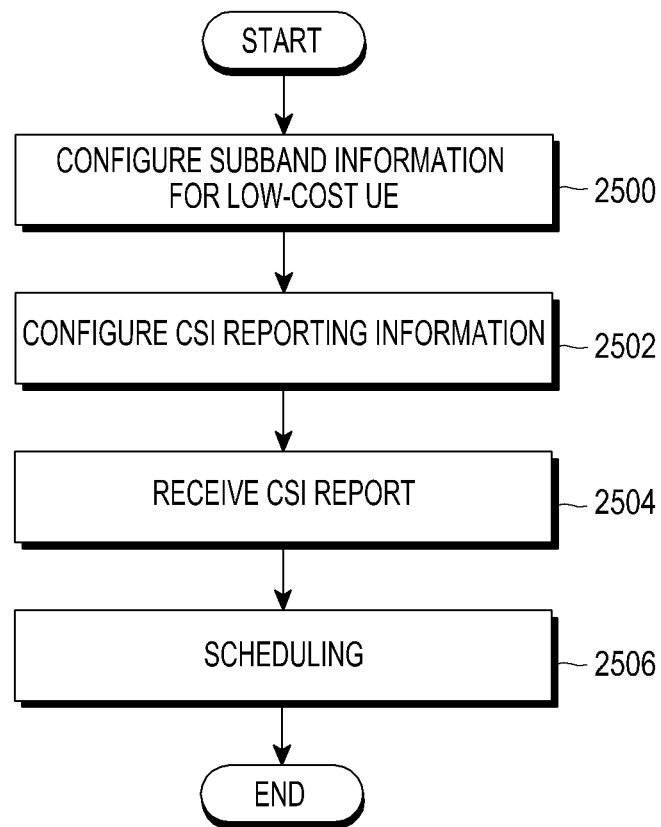 START
CONFIGURE SUBBAND INFORMATION
FOR LOW-COST UE
2500
CONFIGURE CSI REPORTING INFORMATION
2502
RECEIVE CSI REPORT
2504
SCHEDULING
2506
END